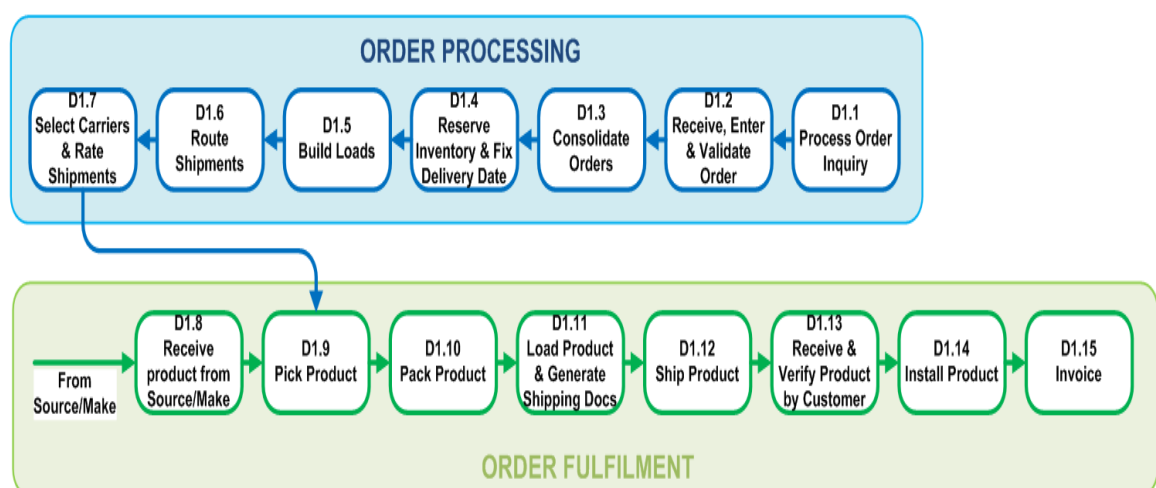 ORDER PROCESSING
D1.7
Select Carriers
& Rate
Shipments
D1.6
Route
Shipments
D1.5
Build Loads
D1.4
Reserve
Inventory & Fix
Delivery Date
D1.3
Consolidate
Orders
D1.2
Receive, Enter
& Validate
Order
D1.1
Process Order
Inquiry
From
Source/Make
D1.8
Receive
product from
Source/Make
D1.9
Pick Product
D1.10
Pack Product
D1.11
Load Product
& Generate
Shipping Docs
D1.12
Ship Product
D1.13
Receive &
Verify Product
by Customer
D1.14
Install Product
D1.15
Invoice
ORDER FULFILMENT